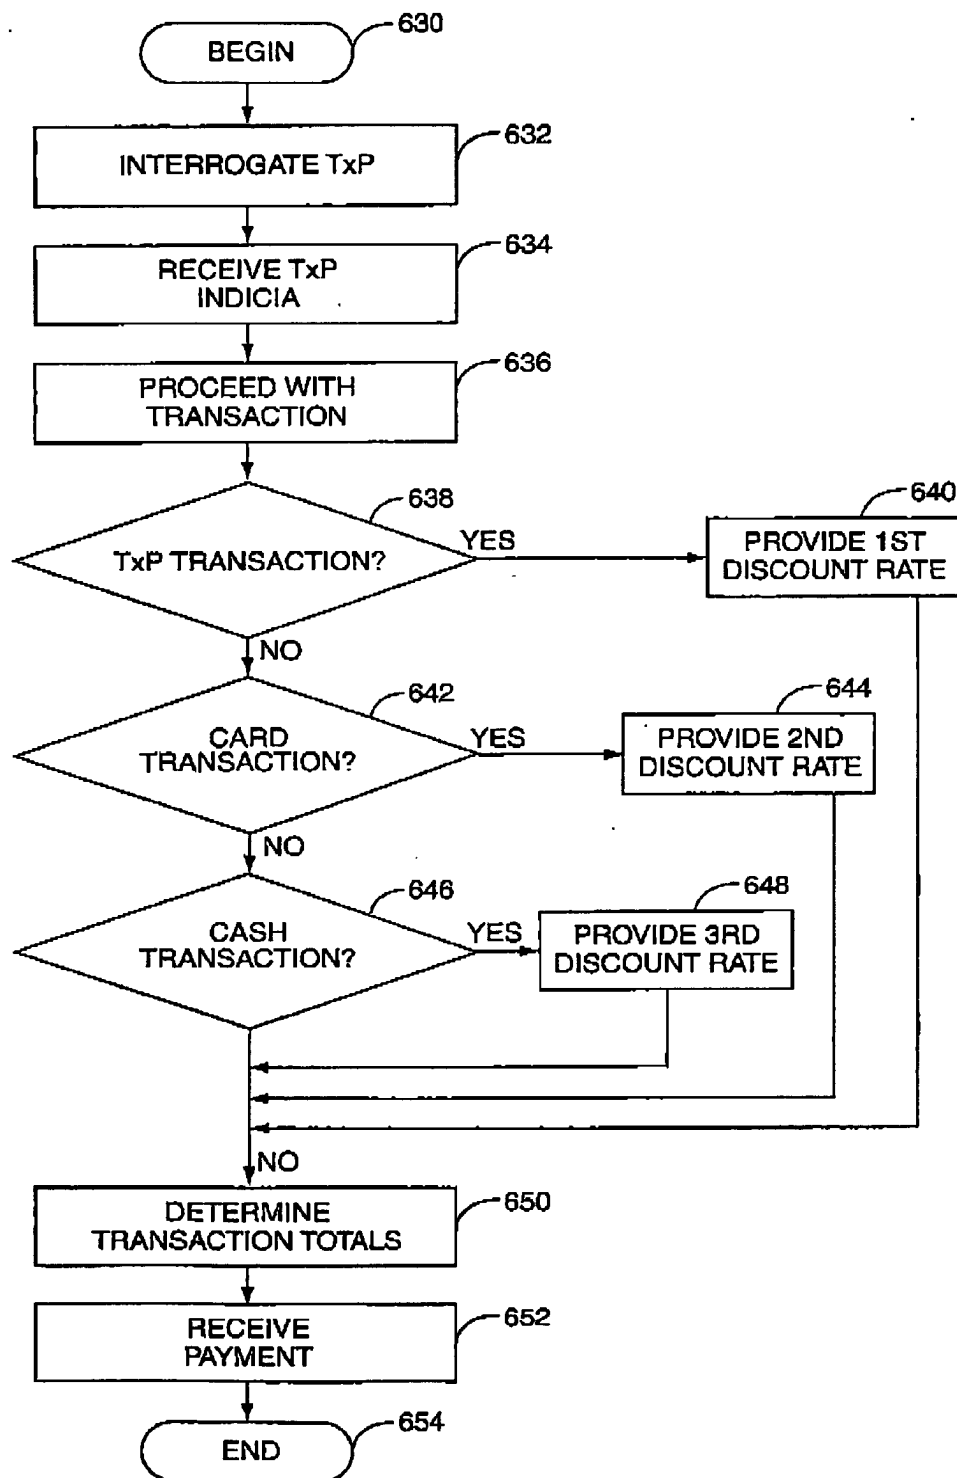 BEGIN
630
INTERROGATE TxP
632
RECEIVE TxP
INDICIA
634
PROCEED WITH
TRANSACTION
636
TxP TRANSACTION?
638
YES
PROVIDE 1ST
DISCOUNT RATE
640
NO
CARD
TRANSACTION?
642
YES
PROVIDE 2ND
DISCOUNT RATE
644
NO
CASH
TRANSACTION?
646
YES
PROVIDE 3RD
DISCOUNT RATE
648
NO
DETERMINE
TRANSACTION TOTALS
650
RECEIVE
PAYMENT
652
END
654